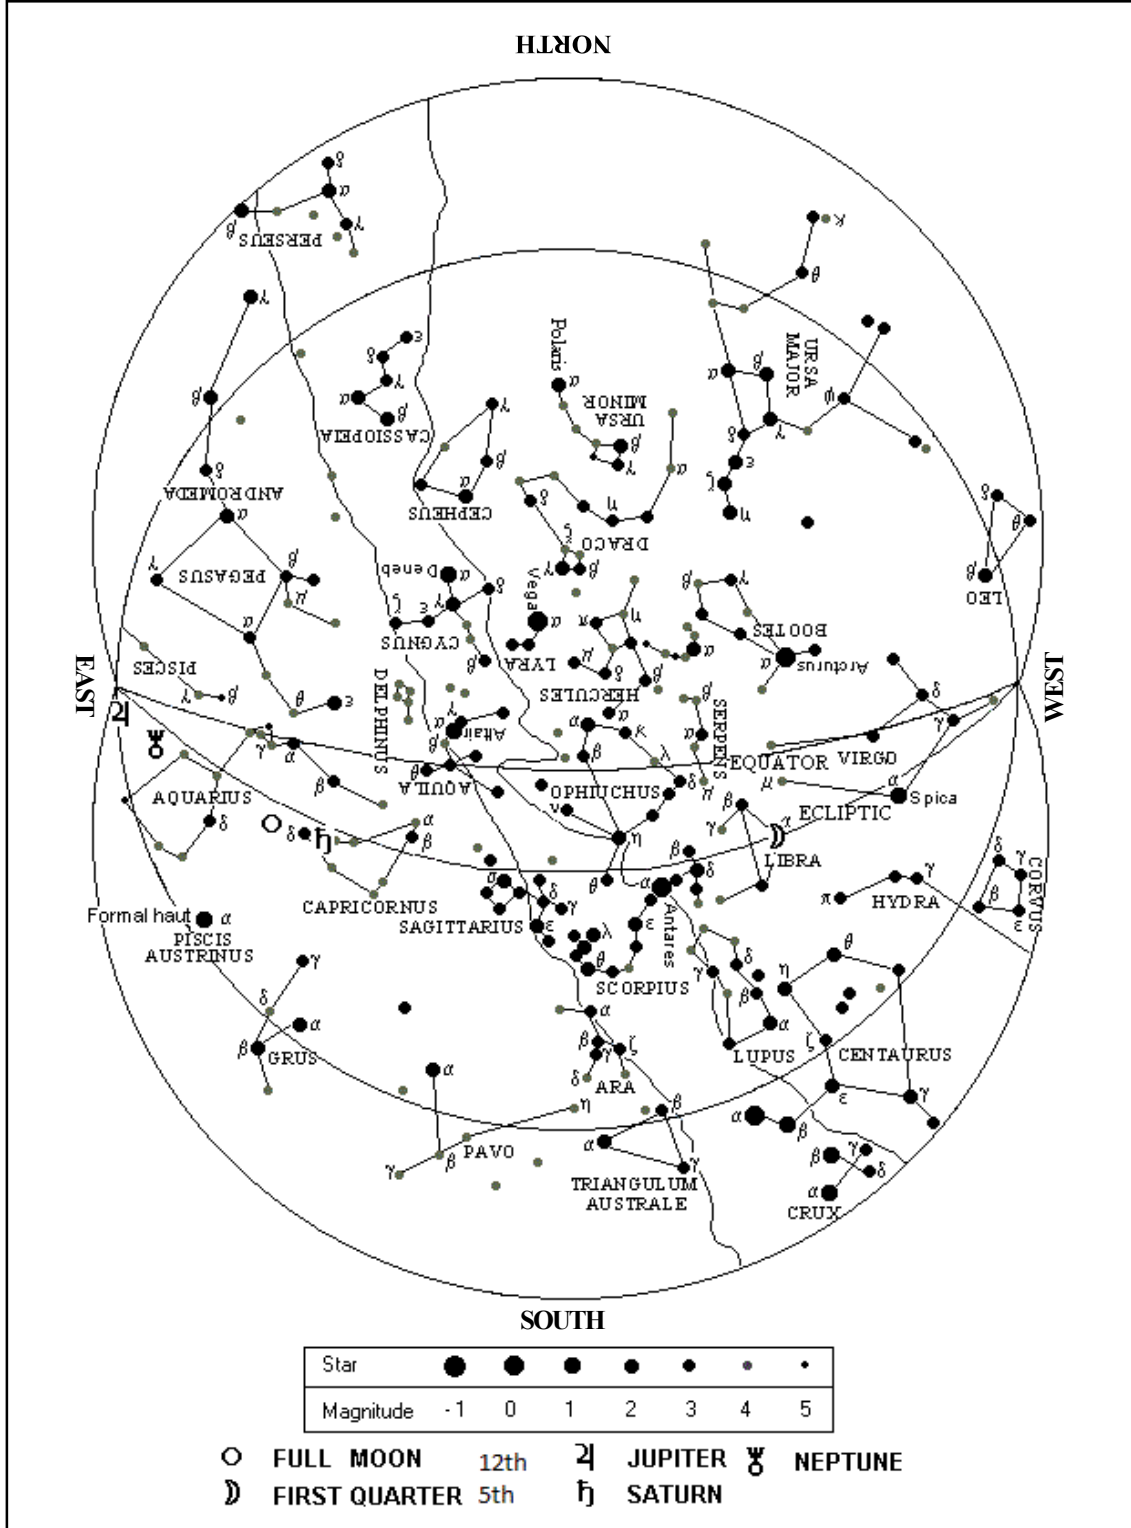 NORTH
δ
α
β
γ
PERSEUS
κ
θ
γ
ε
δ
γ
α
β
CASSIOPEIA
Polaris
α
URSA
MINOR
β
γ
URSA
MAJOR
α
β
φ
γ
δ
ε
ζ
η
β
δ
ANDROMEDA
α
γ
β
α
CEPHEUS
δ
η
α
ζ
DRACO
γ
β
δ
θ
β
LEO
γ
PEGASUS
β
μ
α
Deneb
α
δ
ζ
ε
γ
CYGNUS
β
Vega
α
LYRA
π
η
μ
δ
β
HERCULES
α
β
γ
BOOTES
α
Arcturus
α
EAST
WEST
PISCES
γ
β
θ
ε
DELPHINUS
γ
Altair
α
β
θ
AQUILA
α
α
κ
β
λ
δ
OPHIUCHUS
ν
η
θ
β
α
SERPENS
μ
EQUATOR
VIRGO
δ
γ
μ
α
Spica
ECLIPTIC
γ
α
β
AQUARIUS
δ
δ
α
β
CAPRICORNUS
β
γ
α
LIBRA
δ
γ
β
ε
CORVUS
π
γ
HYDRA
Formal haut
α
PISCIS
AUSTRINUS
σ
δ
γ
SAGITTARIUS
ε
β
δ
α
Antares
ε
λ
θ
SCORPIUS
γ
δ
β
α
LUPUS
θ
η
ζ
CENTAURUS
ε
γ
γ
δ
α
β
GRUS
α
β
γ
ζ
δ
ARA
α
η
β
γ
PAVO
β
α
γ
TRIANGULUM
AUSTRALE
α
β
β
γ
δ
α
CRUX
SOUTH
Star
Magnitude -1 0 1 2 3 4 5
FULL MOON 12th JUPITER NEPTUNE
FIRST QUARTER 5th SATURN